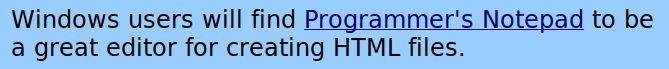 Windows users will find Programmer's Notepad to be
a great editor for creating HTML files.